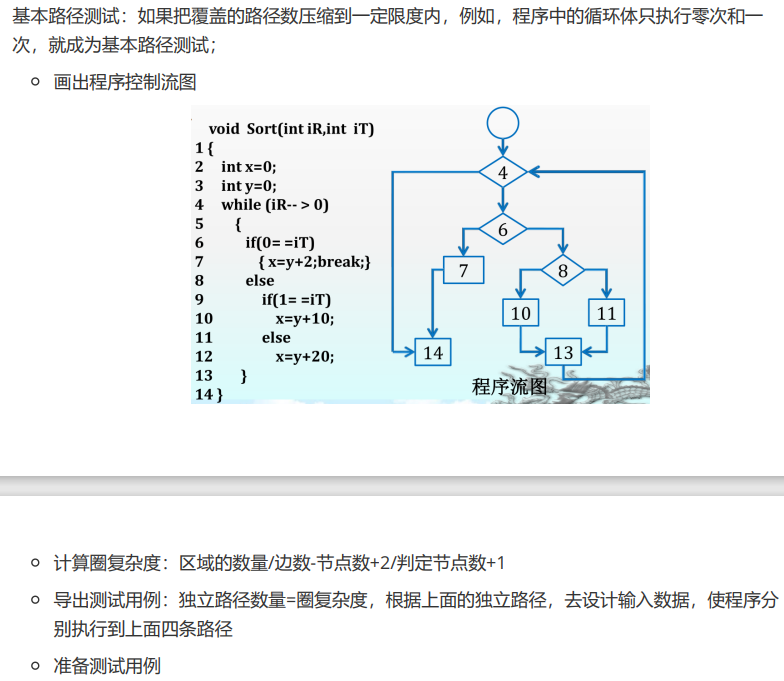 基本路径测试：如果把覆盖的路径数压缩到一定限度内，例如，程序中的循环体只执行零次和一
次，就成为基本路径测试；
画出程序控制流图
void Sort(int iR,int iT)
1 {
2 int x=0;
3 int y=0;
4 while (iR-- > 0)
5 {
6 if(0= =iT)
7 { x=y+2;break;}
8 else
9 if(1= =iT)
10 x=y+10;
11 else
12 x=y+20;
13 }
14 }
4
6
7
8
10
11
14
13
程序流图
计算圈复杂度：区域的数量/边数-节点数+2/判定节点数+1
导出测试用例：独立路径数量=圈复杂度，根据上面的独立路径，去设计输入数据，使程序分
别执行到上面四条路径
准备测试用例